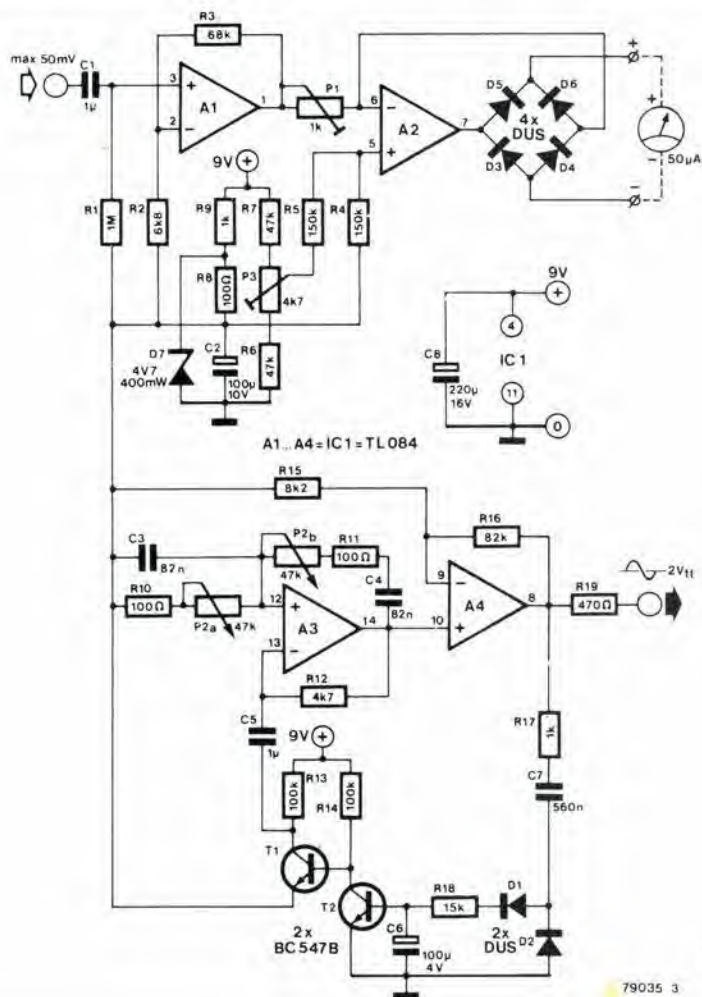 R3
68k
max 50mV
C1
1µ
3
+
A1
1
2
−
P1
1k
6
−
A2
7
5
+
D5
D6
4x
DUS
D3
D4
+
+
−
50µA
−
9V
+
R1
1M
R2
6k8
R9
1k
R7
47k
R5
150k
R4
150k
R8
100Ω
P3
4k7
D7
4V7
400mW
C2
100µ
10V
R6
47k
9V
+
4
IC1
11
C8
220µ
16V
0
A1...A4=IC1=TL084
R15
8k2
C3
82n
P2b
47k
R11
100Ω
C4
82n
R16
82k
R10
100Ω
P2a
47k
12
+
A3
14
13
−
9
−
A4
8
10
+
R19
470Ω
2Vtt
R12
4k7
C5
1µ
9V
+
R13
100k
R14
100k
R17
1k
C7
560n
T1
T2
2x
BC547B
R18
15k
D1
2x
DUS
D2
C6
100µ
4V
79035 3